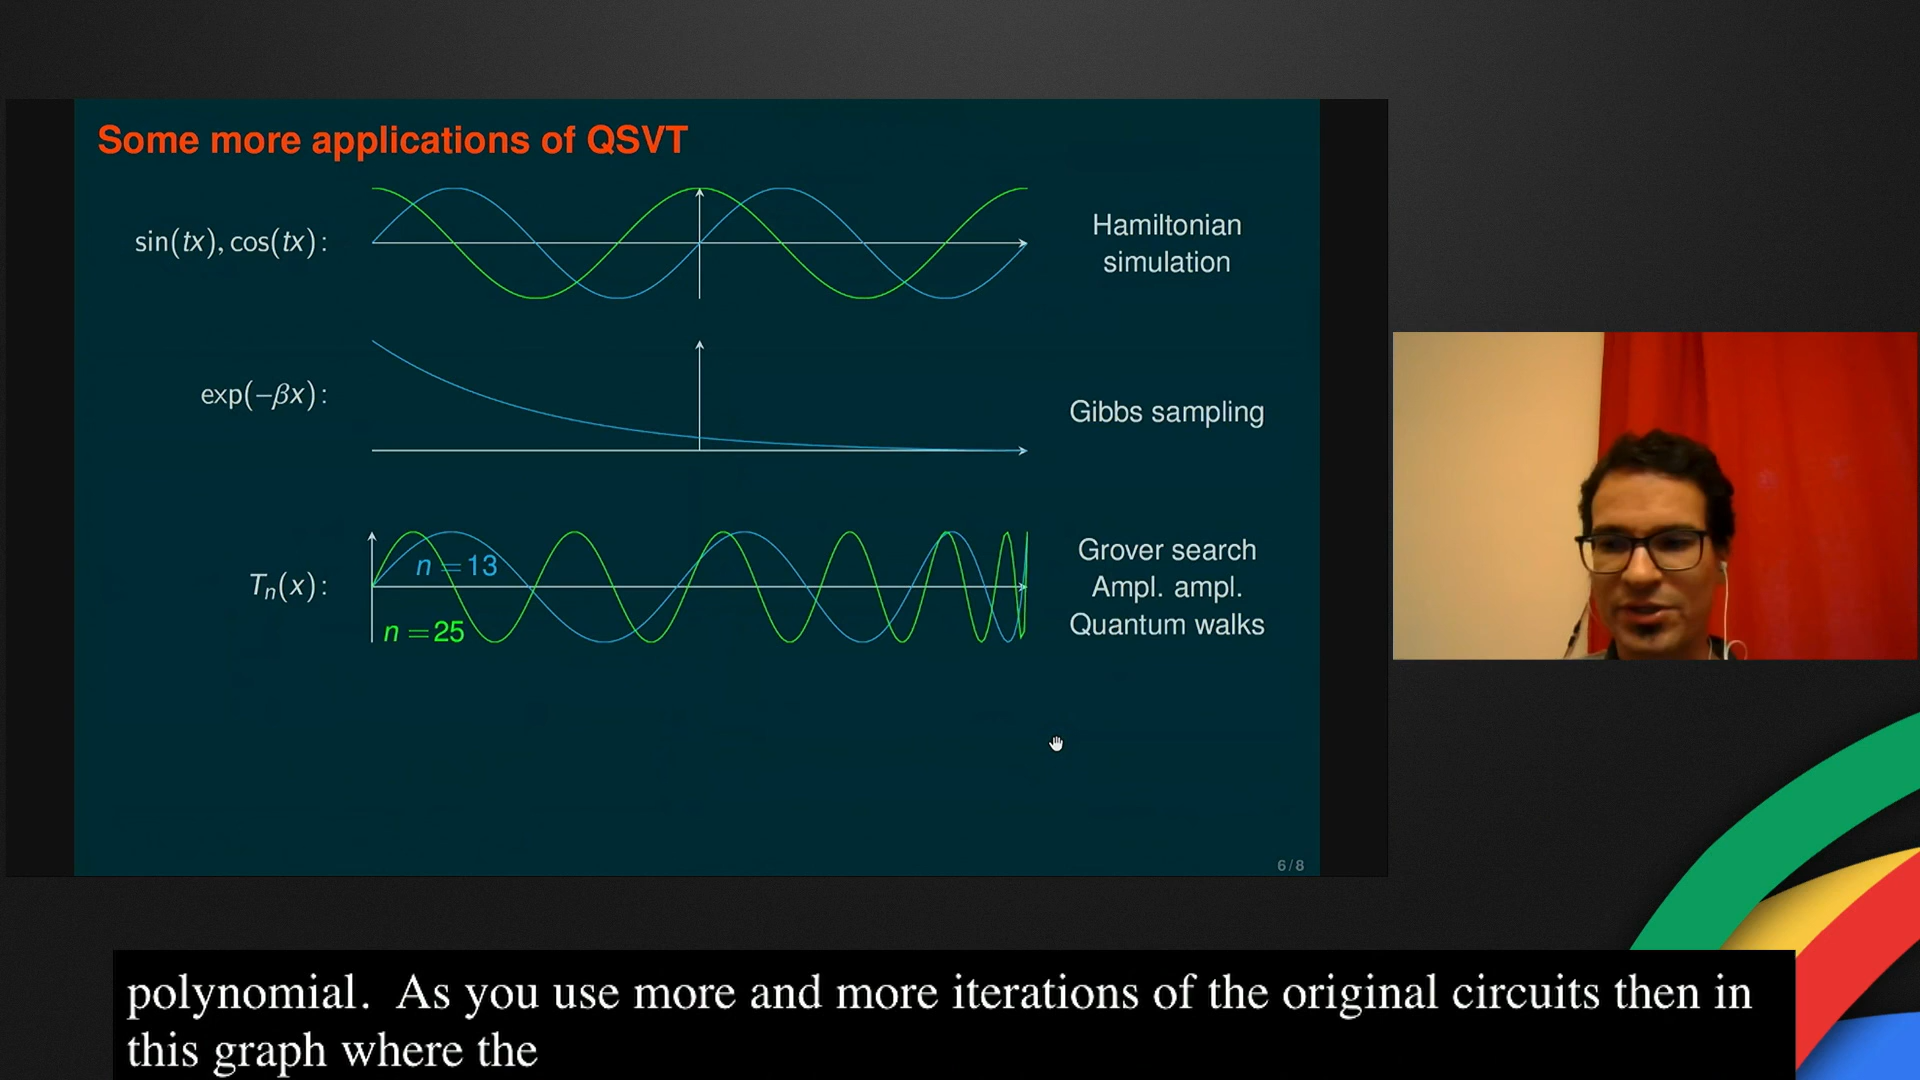 Some more applications of QSVT
sin(tx), cos(tx):
Hamiltonian
simulation
exp(−βx):
Gibbs sampling
Tₙ(x):
n = 13
n = 25
Grover search
Ampl. ampl.
Quantum walks
6 / 8
polynomial. As you use more and more iterations of the original circuits then in
this graph where the